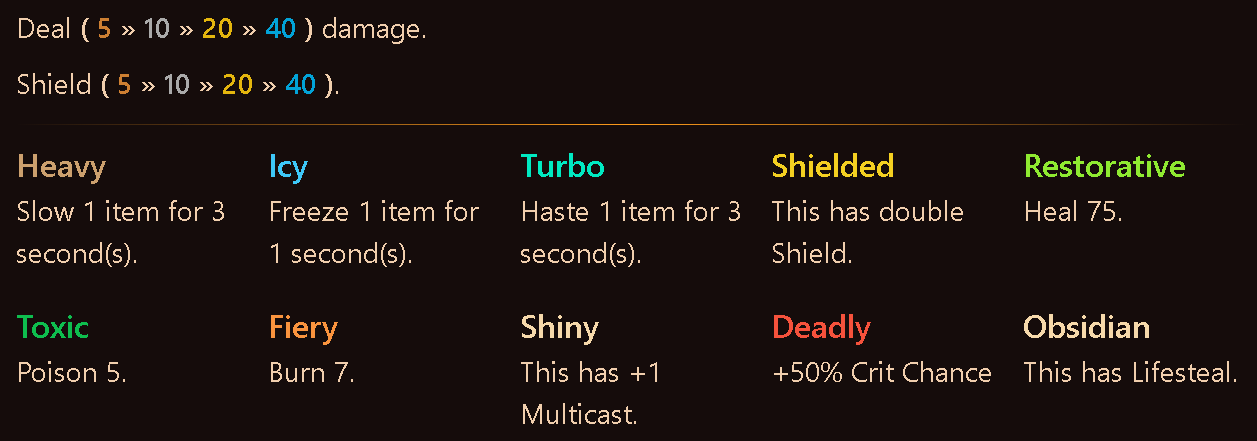 Deal ( 5 » 10 » 20 » 40 ) damage.
Shield ( 5 » 10 » 20 » 40 ).
Heavy
Slow 1 item for 3
second(s).
Icy
Freeze 1 item for
1 second(s).
Turbo
Haste 1 item for 3
second(s).
Shielded
This has double
Shield.
Restorative
Heal 75.
Toxic
Poison 5.
Fiery
Burn 7.
Shiny
This has +1
Multicast.
Deadly
+50% Crit Chance
Obsidian
This has Lifesteal.